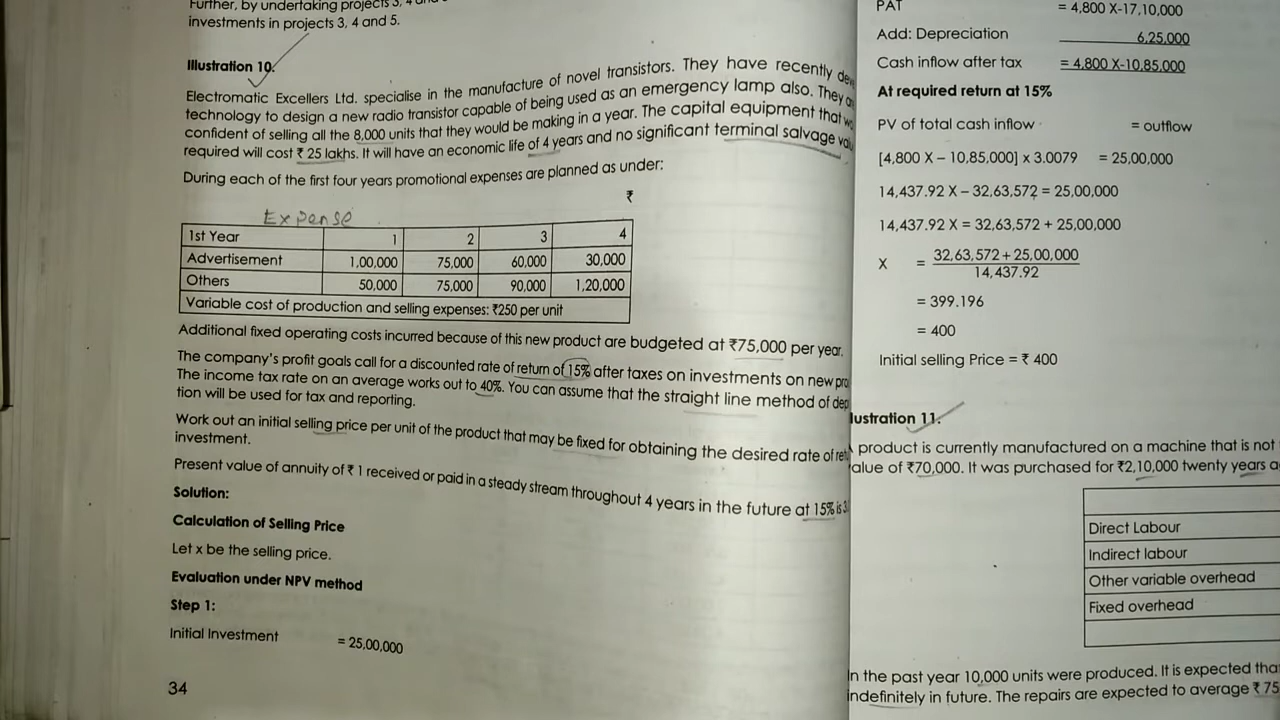 Further, by undertaking projects 3, 4 and
investments in projects 3, 4 and 5.
Illustration 10.
Electromatic Excellers Ltd. specialise in the manufacture of novel transistors. They have recently dev
technology to design a new radio transistor capable of being used as an emergency lamp also. They a
confident of selling all the 8,000 units that they would be making in a year. The capital equipment that w
required will cost ₹ 25 lakhs. It will have an economic life of 4 years and no significant terminal salvage valu
During each of the first four years promotional expenses are planned as under:
₹
Expense
1st Year 1 2 3 4
Advertisement 1,00,000 75,000 60,000 30,000
Others 50,000 75,000 90,000 1,20,000
Variable cost of production and selling expenses: ₹250 per unit
Additional fixed operating costs incurred because of this new product are budgeted at ₹75,000 per year.
The company's profit goals call for a discounted rate of return of 15% after taxes on investments on new pro
The income tax rate on an average works out to 40%. You can assume that the straight line method of dep
tion will be used for tax and reporting.
Work out an initial selling price per unit of the product that may be fixed for obtaining the desired rate of retu
investment.
Present value of annuity of ₹ 1 received or paid in a steady stream throughout 4 years in the future at 15% is 3
Solution:
Calculation of Selling Price
Let x be the selling price.
Evaluation under NPV method
Step 1:
Initial Investment = 25,00,000
34
PAT = 4,800 X-17,10,000
Add: Depreciation 6,25,000
Cash inflow after tax = 4,800 X-10,85,000
At required return at 15%
PV of total cash inflow = outflow
[4,800 X – 10,85,000] x 3.0079 = 25,00,000
14,437.92 X – 32,63,572 = 25,00,000
14,437.92 X = 32,63,572 + 25,00,000
X = 32,63,572 + 25,00,000
14,437.92
= 399.196
= 400
Initial selling Price = ₹ 400
lustration 11.
product is currently manufactured on a machine that is not
alue of ₹70,000. It was purchased for ₹2,10,000 twenty years a
Direct Labour
Indirect labour
Other variable overhead
Fixed overhead
In the past year 10,000 units were produced. It is expected tha
indefinitely in future. The repairs are expected to average ₹ 75